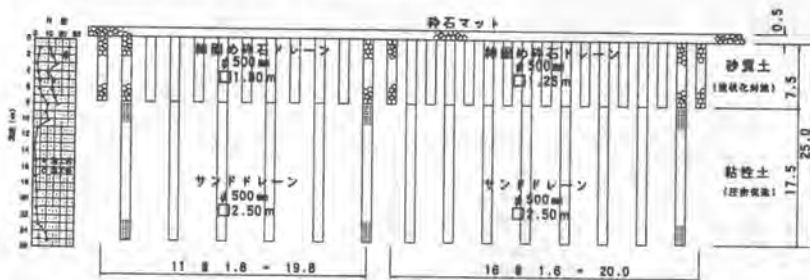 砕石マット
締固め砕石ドレーン
φ500mm
□1.80m
締固め砕石ドレーン
φ500mm
□1.25m
サンドドレーン
φ500mm
□2.50m
サンドドレーン
φ500mm
□2.50m
砂質土
(液状化対策)
粘性土
(圧密促進)
0.5
7.5
17.5
25.0
11 @ 1.8 = 19.8
16 @ 1.6 = 20.0